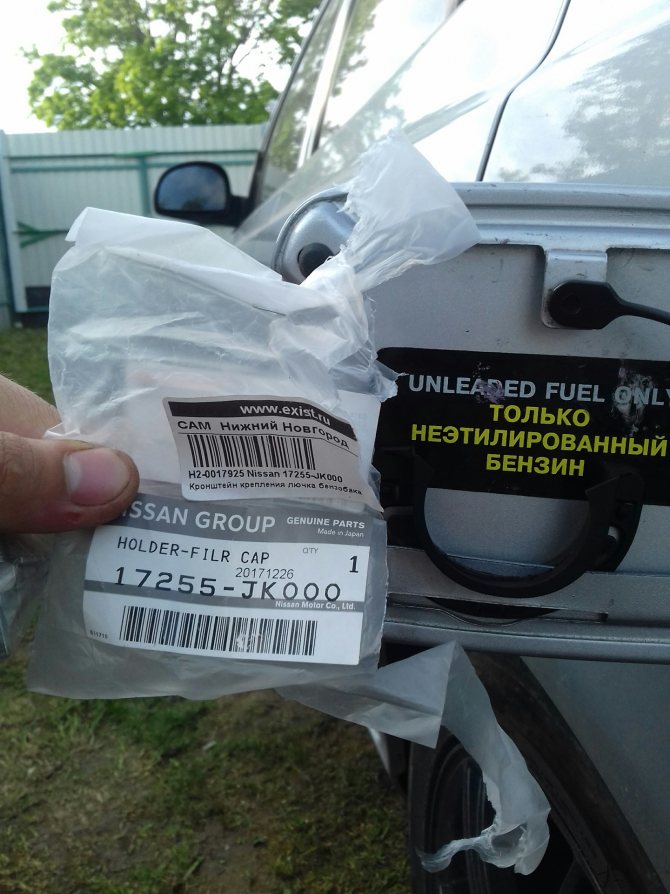 UNLEADED FUEL ONLY
ТОЛЬКО
НЕЭТИЛИРОВАННЫЙ
БЕНЗИН
www.exist.ru
САМ Нижний Новгород
H2-0017925 Nissan 17255-JK000
Кронштейн крепления лючка бензобака
NISSAN GROUP GENUINE PARTS
Made in Japan
HOLDER-FILR CAP QTY 1
20171226
17255-JK000
Nissan Motor Co., Ltd.